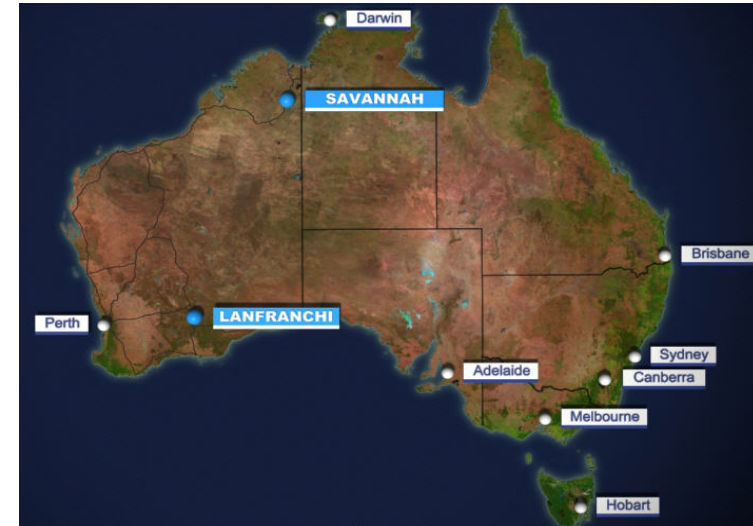 Darwin
SAVANNAH
Brisbane
LANFRANCHI
Perth
Sydney
Adelaide
Canberra
Melbourne
Hobart